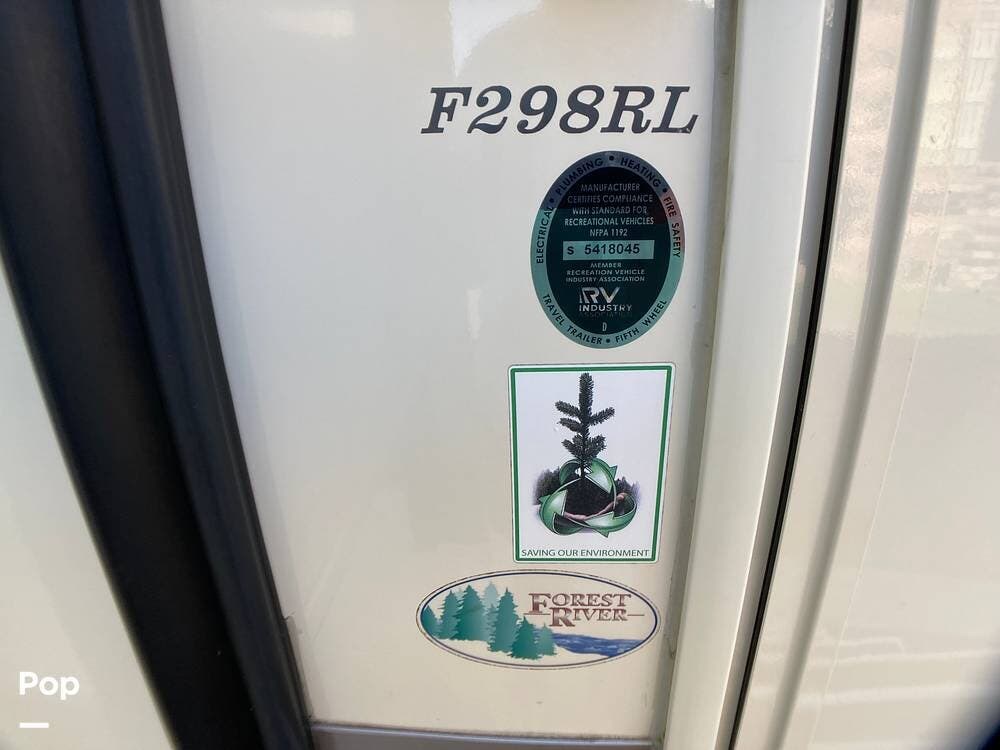 F298RL
ELECTRICAL • PLUMBING • HEATING • FIRE SAFETY
MANUFACTURER
CERTIFIES COMPLIANCE
WITH STANDARD FOR
RECREATIONAL VEHICLES
NFPA 1192
S 5418045
MEMBER
RECREATION VEHICLE
INDUSTRY ASSOCIATION
RV
INDUSTRY
ASSOCIATION
D
TRAVEL TRAILER • FIFTH WHEEL
SAVING OUR ENVIRONMENT
FOREST
RIVER
Pop